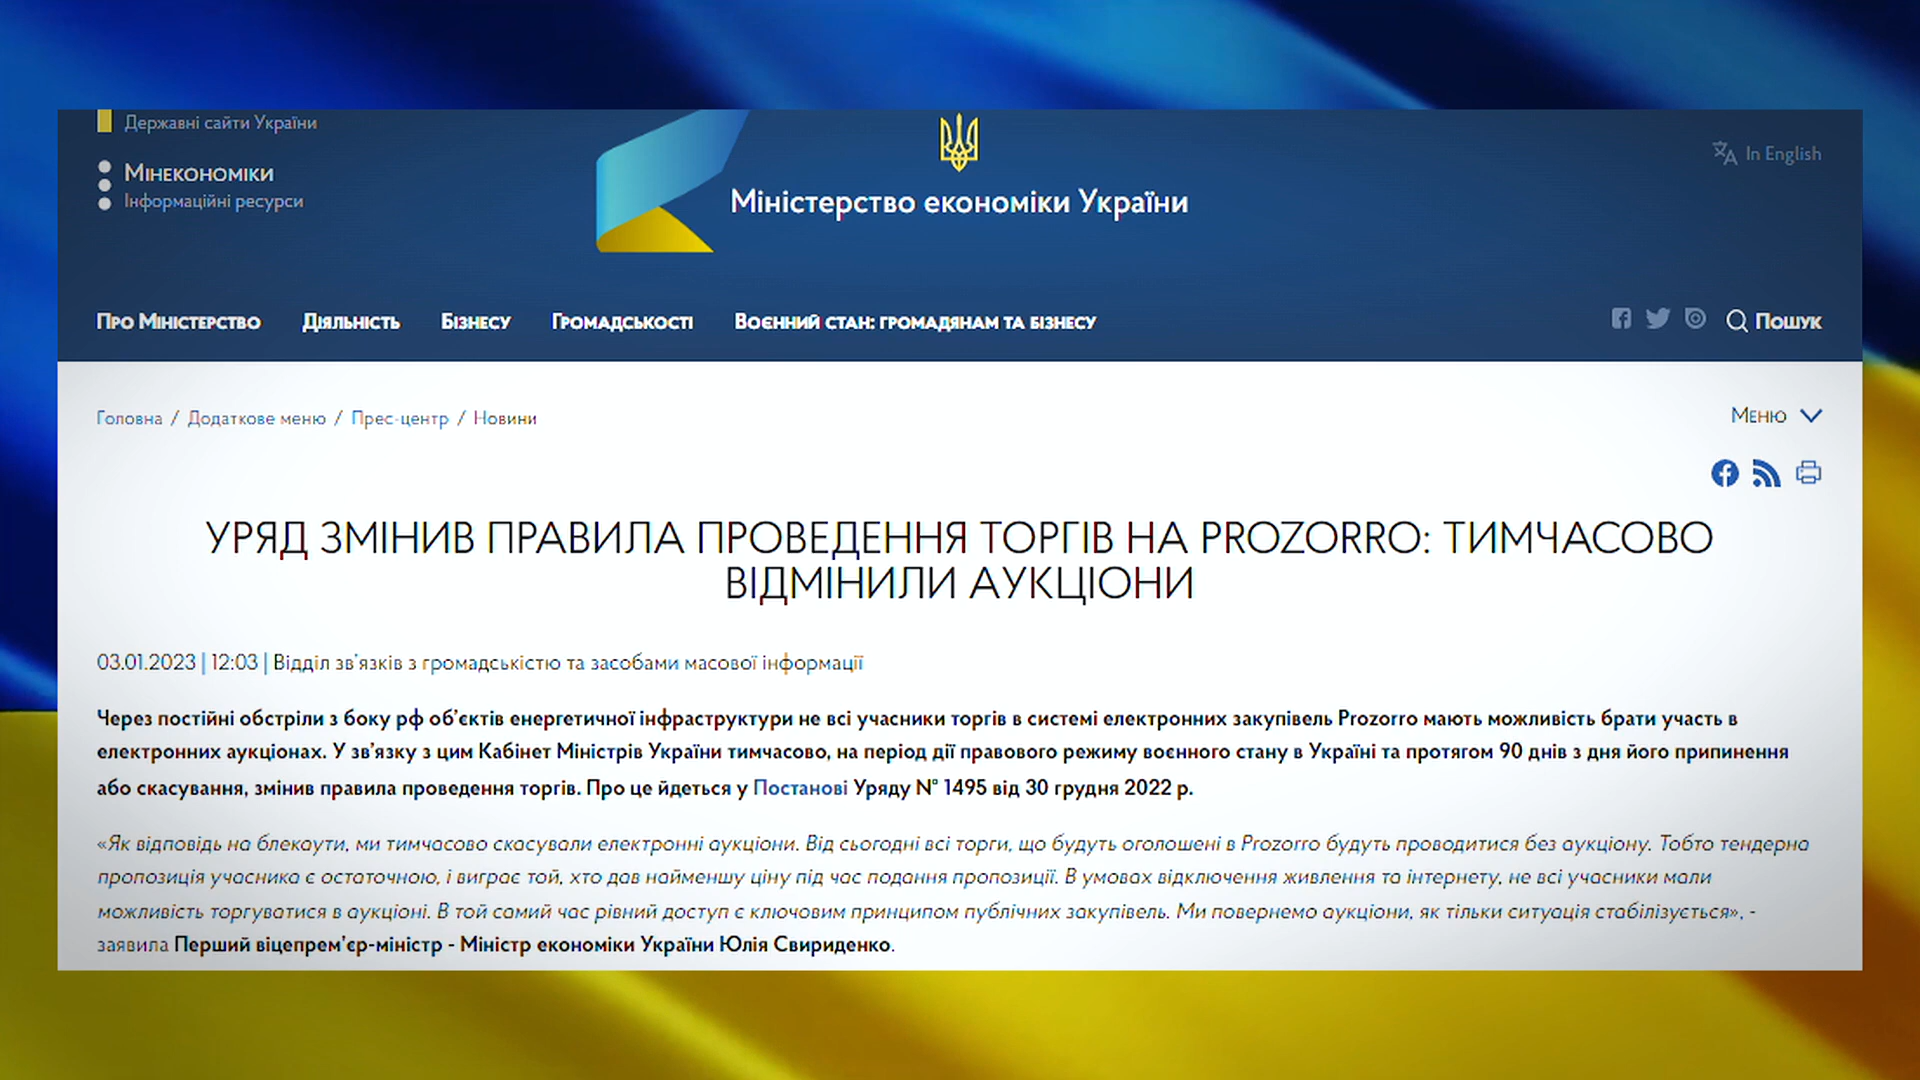 Державні сайти України
Мінекономіки
Інформаційні ресурси
Міністерство економіки України
In English
Про Міністерство Діяльність Бізнесу Громадськості Воєнний стан: громадянам та бізнесу Пошук
Головна / Додаткове меню / Прес-центр / Новини
Меню
УРЯД ЗМІНИВ ПРАВИЛА ПРОВЕДЕННЯ ТОРГІВ НА PROZORRO: ТИМЧАСОВО
ВІДМІНИЛИ АУКЦІОНИ
03.01.2023 | 12:03 | Відділ зв’язків з громадськістю та засобами масової інформації
Через постійні обстріли з боку рф об’єктів енергетичної інфраструктури не всі учасники торгів в системі електронних закупівель Prozorro мають можливість брати участь в
електронних аукціонах. У зв’язку з цим Кабінет Міністрів України тимчасово, на період дії правового режиму воєнного стану в Україні та протягом 90 днів з дня його припинення
або скасування, змінив правила проведення торгів. Про це йдеться у Постанові Уряду № 1495 від 30 грудня 2022 р.
«Як відповідь на блекаути, ми тимчасово скасували електронні аукціони. Від сьогодні всі торги, що будуть оголошені в Prozorro будуть проводитися без аукціону. Тобто тендерна
пропозиція учасника є остаточною, і виграє той, хто дав найменшу ціну під час подання пропозиції. В умовах відключення живлення та інтернету, не всі учасники мали
можливість торгуватися в аукціоні. В той самий час рівний доступ є ключовим принципом публічних закупівель. Ми повернемо аукціони, як тільки ситуація стабілізується», -
заявила Перший віцепрем’єр-міністр - Міністр економіки України Юлія Свириденко.